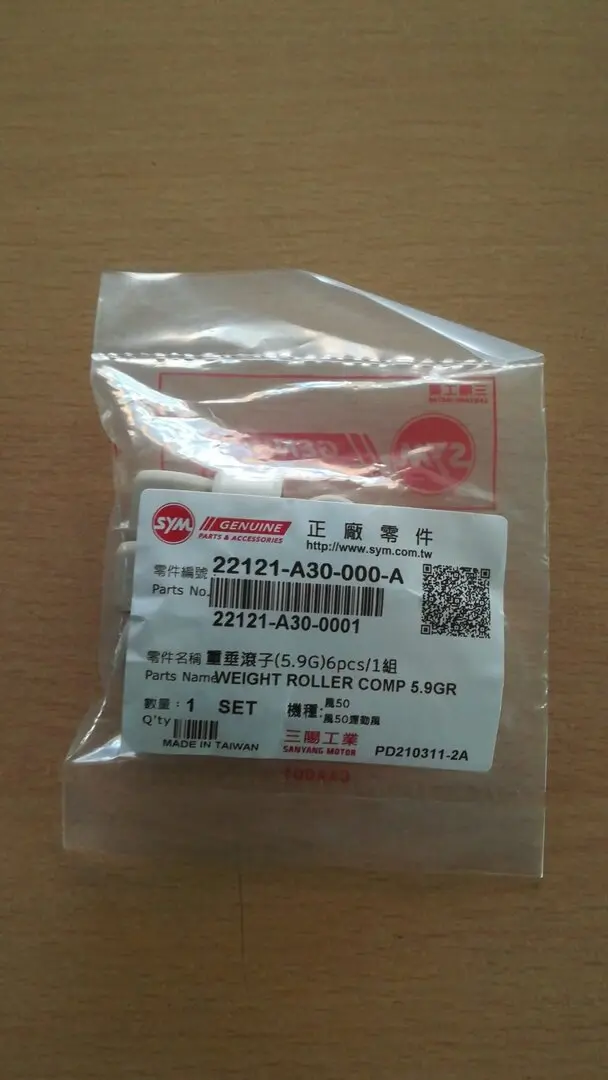 SYM GENUINE 正廠零件
PARTS & ACCESSORIES
http://www.sym.com.tw
零件編號: 22121-A30-000-A
Parts No.
22121-A30-0001
零件名稱 重垂滾子(5.9G)6pcs/1組
Parts Name WEIGHT ROLLER COMP 5.9GR
數量:1 SET 機種:風50
Q'ty 風50運動風
MADE IN TAIWAN 三陽工業 PD210311-2A
SANYANG MOTOR